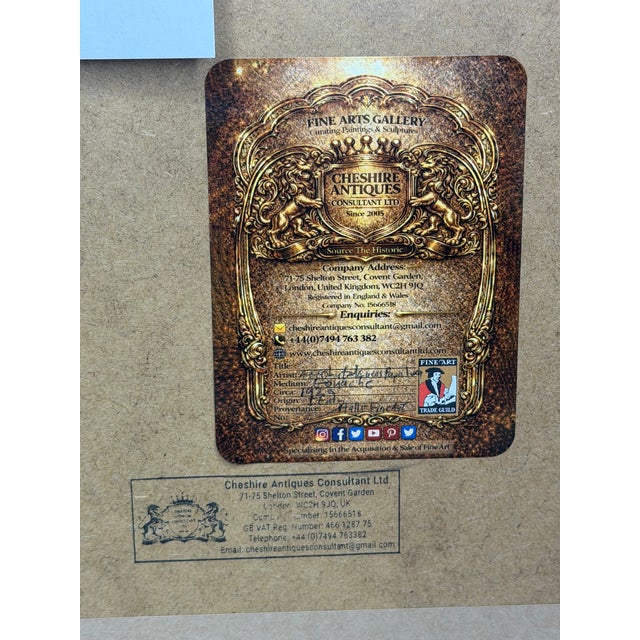 FINE ARTS GALLERY
Curating Paintings & Sculptures
CHESHIRE
ANTIQUES
CONSULTANT LTD
Since 2005
Source The Historic
Company Address:
71-75 Shelton Street, Covent Garden,
London, United Kingdom, WC2H 9JQ
Registered in England & Wales
Company No. 15666518
Enquiries:
cheshireantiquesconsultant@gmail.com
+44(0)7494 763 382
www.cheshireantiquesconsultantltd.com
Title:
Artist:
Medium: Gouache
Circa:
Origin:
Provenance:
No:
FINE ART
TRADE GUILD
Specialising In the Acquisition & Sale of Fine Art
Cheshire Antiques Consultant Ltd
71-75 Shelton Street, Covent Garden
London, WC2H 9JQ, UK
Company Number: 15666518
GB VAT Reg. Number: 466 1287 75
Telephone: +44 (0)7494 763382
Email: cheshireantiquesconsultant@gmail.com